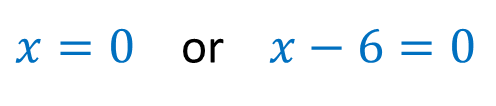 x = 0 or x − 6 = 0